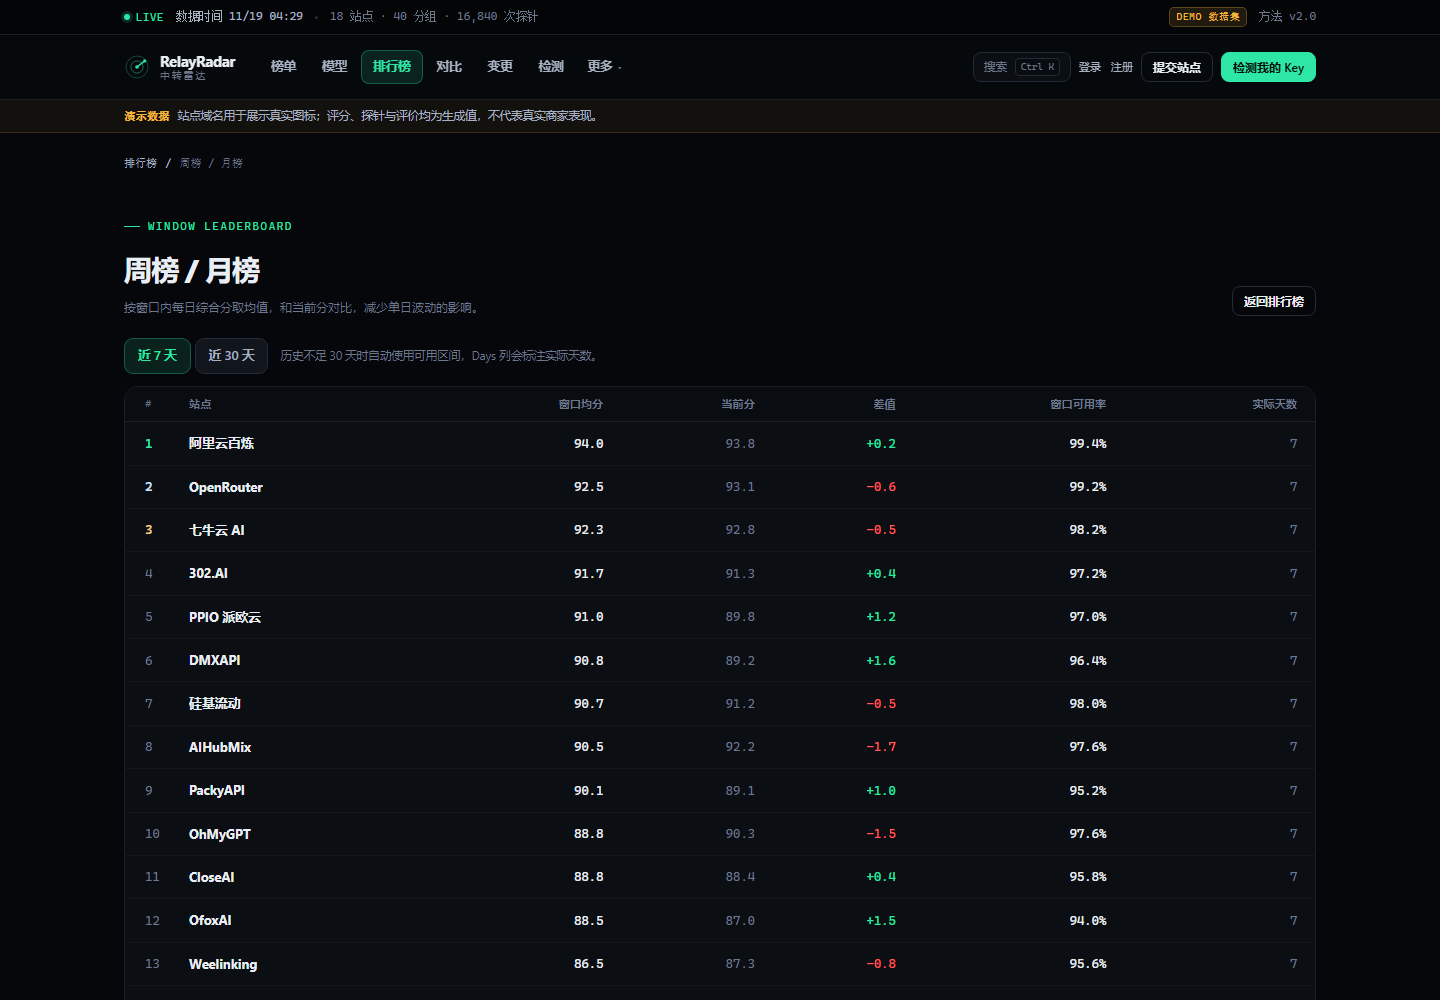 LIVE 数据时间 11/19 04:29 · 18 站点 · 40 分组 · 16,840 次探针 DEMO 数据集 方法 v2.0
RelayRadar
中转雷达
榜单 模型 排行榜 对比 变更 检测 更多 搜索 Ctrl K 登录 注册 提交站点 检测我的 Key
演示数据 站点域名用于展示真实图标；评分、探针与评价均为生成值，不代表真实商家表现。
排行榜 / 周榜 / 月榜
WINDOW LEADERBOARD
周榜 / 月榜
按窗口内每日综合分取均值，和当前分对比，减少单日波动的影响。
返回排行榜
近 7 天 近 30 天 历史不足 30 天时自动使用可用区间，Days 列会标注实际天数。
# 站点 窗口均分 当前分 差值 窗口可用率 实际天数
1 阿里云百炼 94.0 93.8 +0.2 99.4% 7
2 OpenRouter 92.5 93.1 −0.6 99.2% 7
3 七牛云 AI 92.3 92.8 −0.5 98.2% 7
4 302.AI 91.7 91.3 +0.4 97.2% 7
5 PPIO 派欧云 91.0 89.8 +1.2 97.0% 7
6 DMXAPI 90.8 89.2 +1.6 96.4% 7
7 硅基流动 90.7 91.2 −0.5 98.0% 7
8 AIHubMix 90.5 92.2 −1.7 97.6% 7
9 PackyAPI 90.1 89.1 +1.0 95.2% 7
10 OhMyGPT 88.8 90.3 −1.5 97.6% 7
11 CloseAI 88.8 88.4 +0.4 95.8% 7
12 OfoxAI 88.5 87.0 +1.5 94.0% 7
13 Weelinking 86.5 87.3 −0.8 95.6% 7